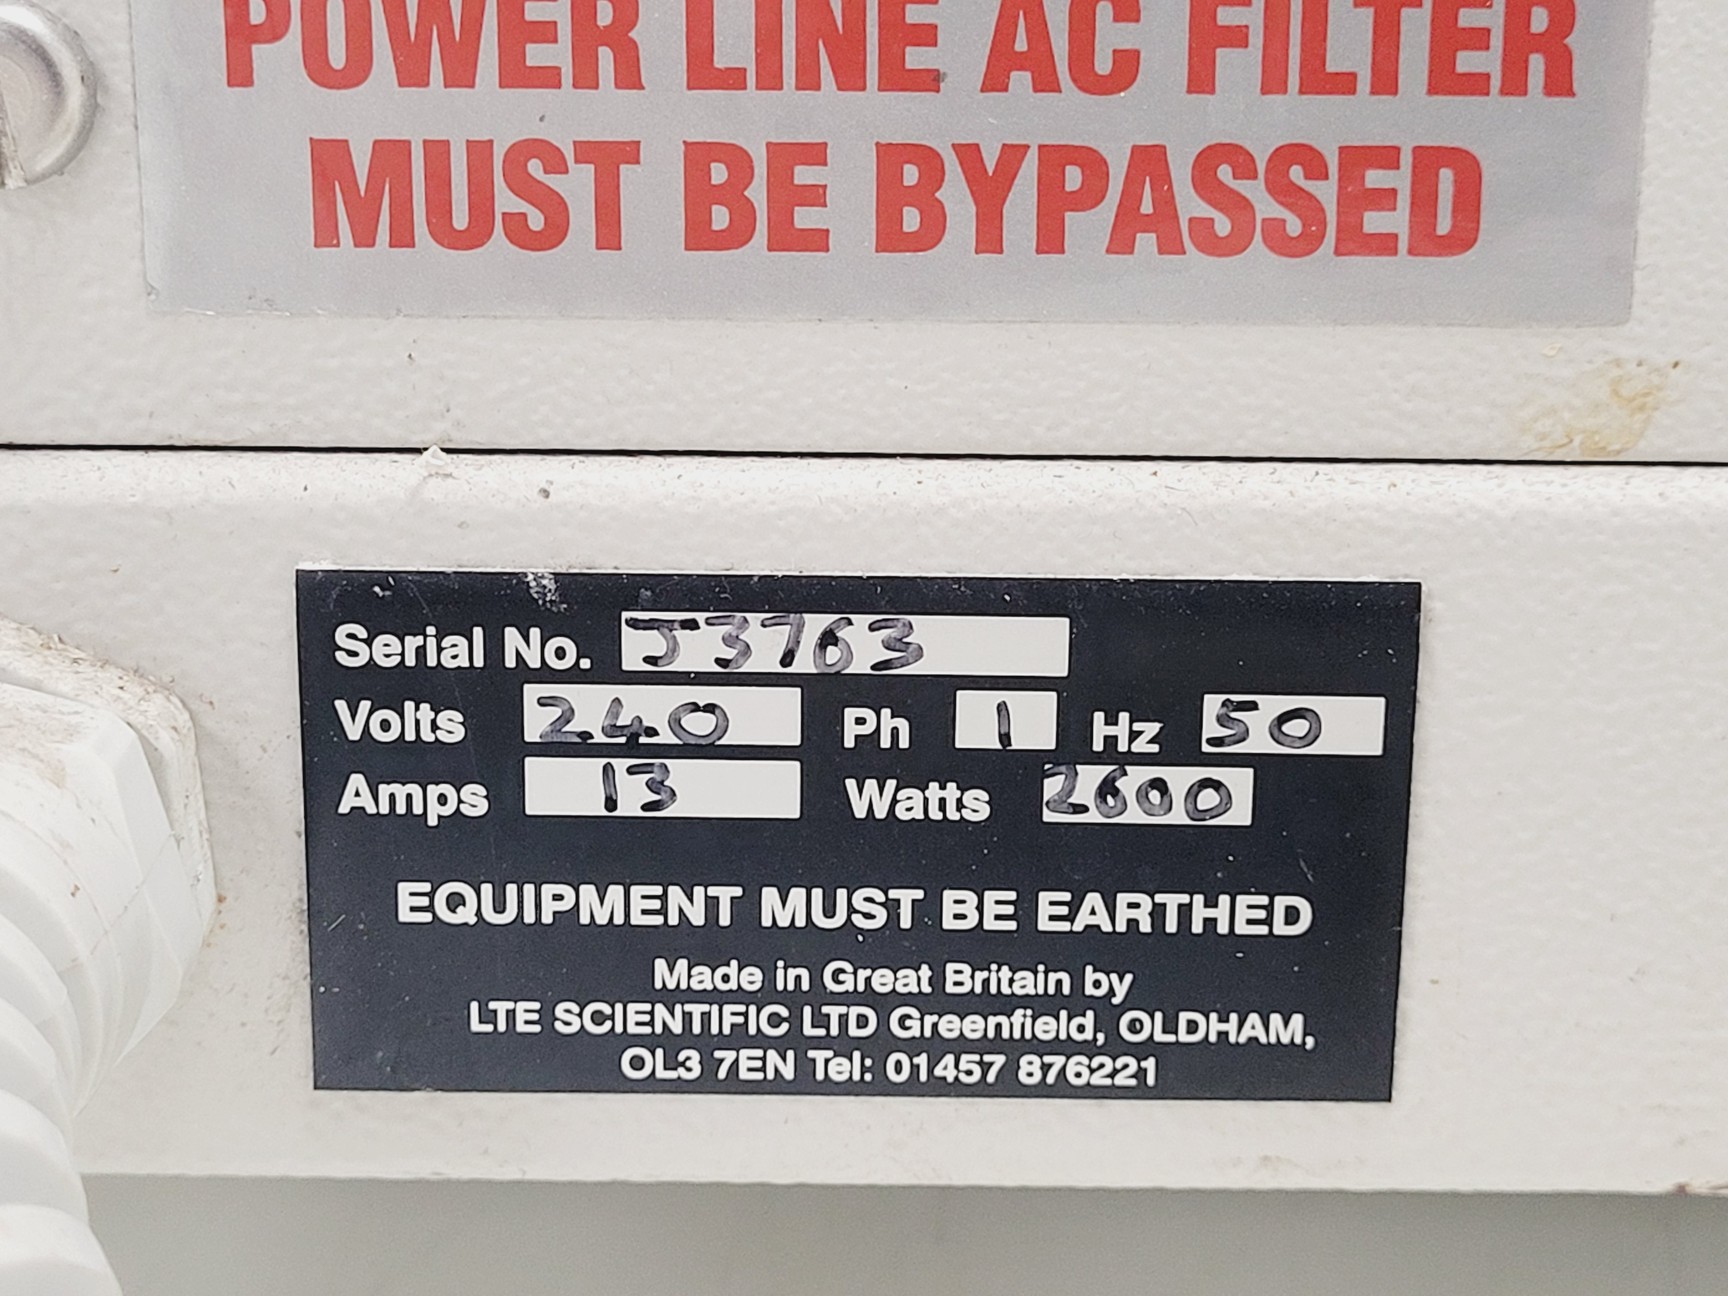 POWER LINE AC FILTER
MUST BE BYPASSED
Serial No. J3763
Volts 240 Ph 1 Hz 50
Amps 13 Watts 2600
EQUIPMENT MUST BE EARTHED
Made in Great Britain by
LTE SCIENTIFIC LTD Greenfield, OLDHAM,
OL3 7EN Tel: 01457 876221